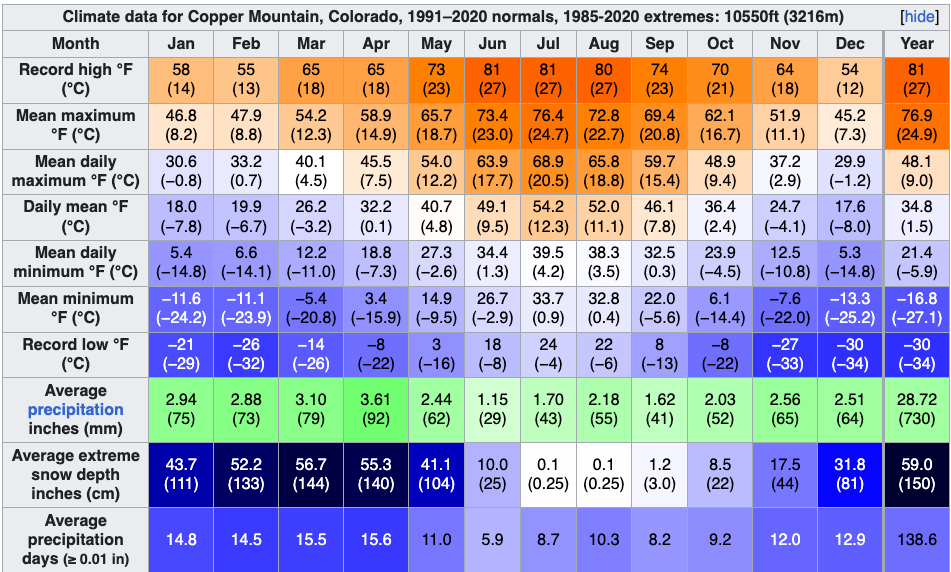 Climate data for Copper Mountain, Colorado, 1991–2020 normals, 1985-2020 extremes: 10550ft (3216m) [hide]
Month Jan Feb Mar Apr May Jun Jul Aug Sep Oct Nov Dec Year
Record high °F 58 55 65 65 73 81 81 80 74 70 64 54 81
(°C) (14) (13) (18) (18) (23) (27) (27) (27) (23) (21) (18) (12) (27)
Mean maximum 46.8 47.9 54.2 58.9 65.7 73.4 76.4 72.8 69.4 62.1 51.9 45.2 76.9
°F (°C) (8.2) (8.8) (12.3) (14.9) (18.7) (23.0) (24.7) (22.7) (20.8) (16.7) (11.1) (7.3) (24.9)
Mean daily 30.6 33.2 40.1 45.5 54.0 63.9 68.9 65.8 59.7 48.9 37.2 29.9 48.1
maximum °F (°C) (−0.8) (0.7) (4.5) (7.5) (12.2) (17.7) (20.5) (18.8) (15.4) (9.4) (2.9) (−1.2) (9.0)
Daily mean °F 18.0 19.9 26.2 32.2 40.7 49.1 54.2 52.0 46.1 36.4 24.7 17.6 34.8
(°C) (−7.8) (−6.7) (−3.2) (0.1) (4.8) (9.5) (12.3) (11.1) (7.8) (2.4) (−4.1) (−8.0) (1.5)
Mean daily 5.4 6.6 12.2 18.8 27.3 34.4 39.5 38.3 32.5 23.9 12.5 5.3 21.4
minimum °F (°C) (−14.8) (−14.1) (−11.0) (−7.3) (−2.6) (1.3) (4.2) (3.5) (0.3) (−4.5) (−10.8) (−14.8) (−5.9)
Mean minimum −11.6 −11.1 −5.4 3.4 14.9 26.7 33.7 32.8 22.0 6.1 −7.6 −13.3 −16.8
°F (°C) (−24.2) (−23.9) (−20.8) (−15.9) (−9.5) (−2.9) (0.9) (0.4) (−5.6) (−14.4) (−22.0) (−25.2) (−27.1)
Record low °F −21 −26 −14 −8 3 18 24 22 8 −8 −27 −30 −30
(°C) (−29) (−32) (−26) (−22) (−16) (−8) (−4) (−6) (−13) (−22) (−33) (−34) (−34)
Average
precipitation 2.94 2.88 3.10 3.61 2.44 1.15 1.70 2.18 1.62 2.03 2.56 2.51 28.72
inches (mm) (75) (73) (79) (92) (62) (29) (43) (55) (41) (52) (65) (64) (730)
Average extreme
snow depth 43.7 52.2 56.7 55.3 41.1 10.0 0.1 0.1 1.2 8.5 17.5 31.8 59.0
inches (cm) (111) (133) (144) (140) (104) (25) (0.25) (0.25) (3.0) (22) (44) (81) (150)
Average
precipitation 14.8 14.5 15.5 15.6 11.0 5.9 8.7 10.3 8.2 9.2 12.0 12.9 138.6
days (≥ 0.01 in)